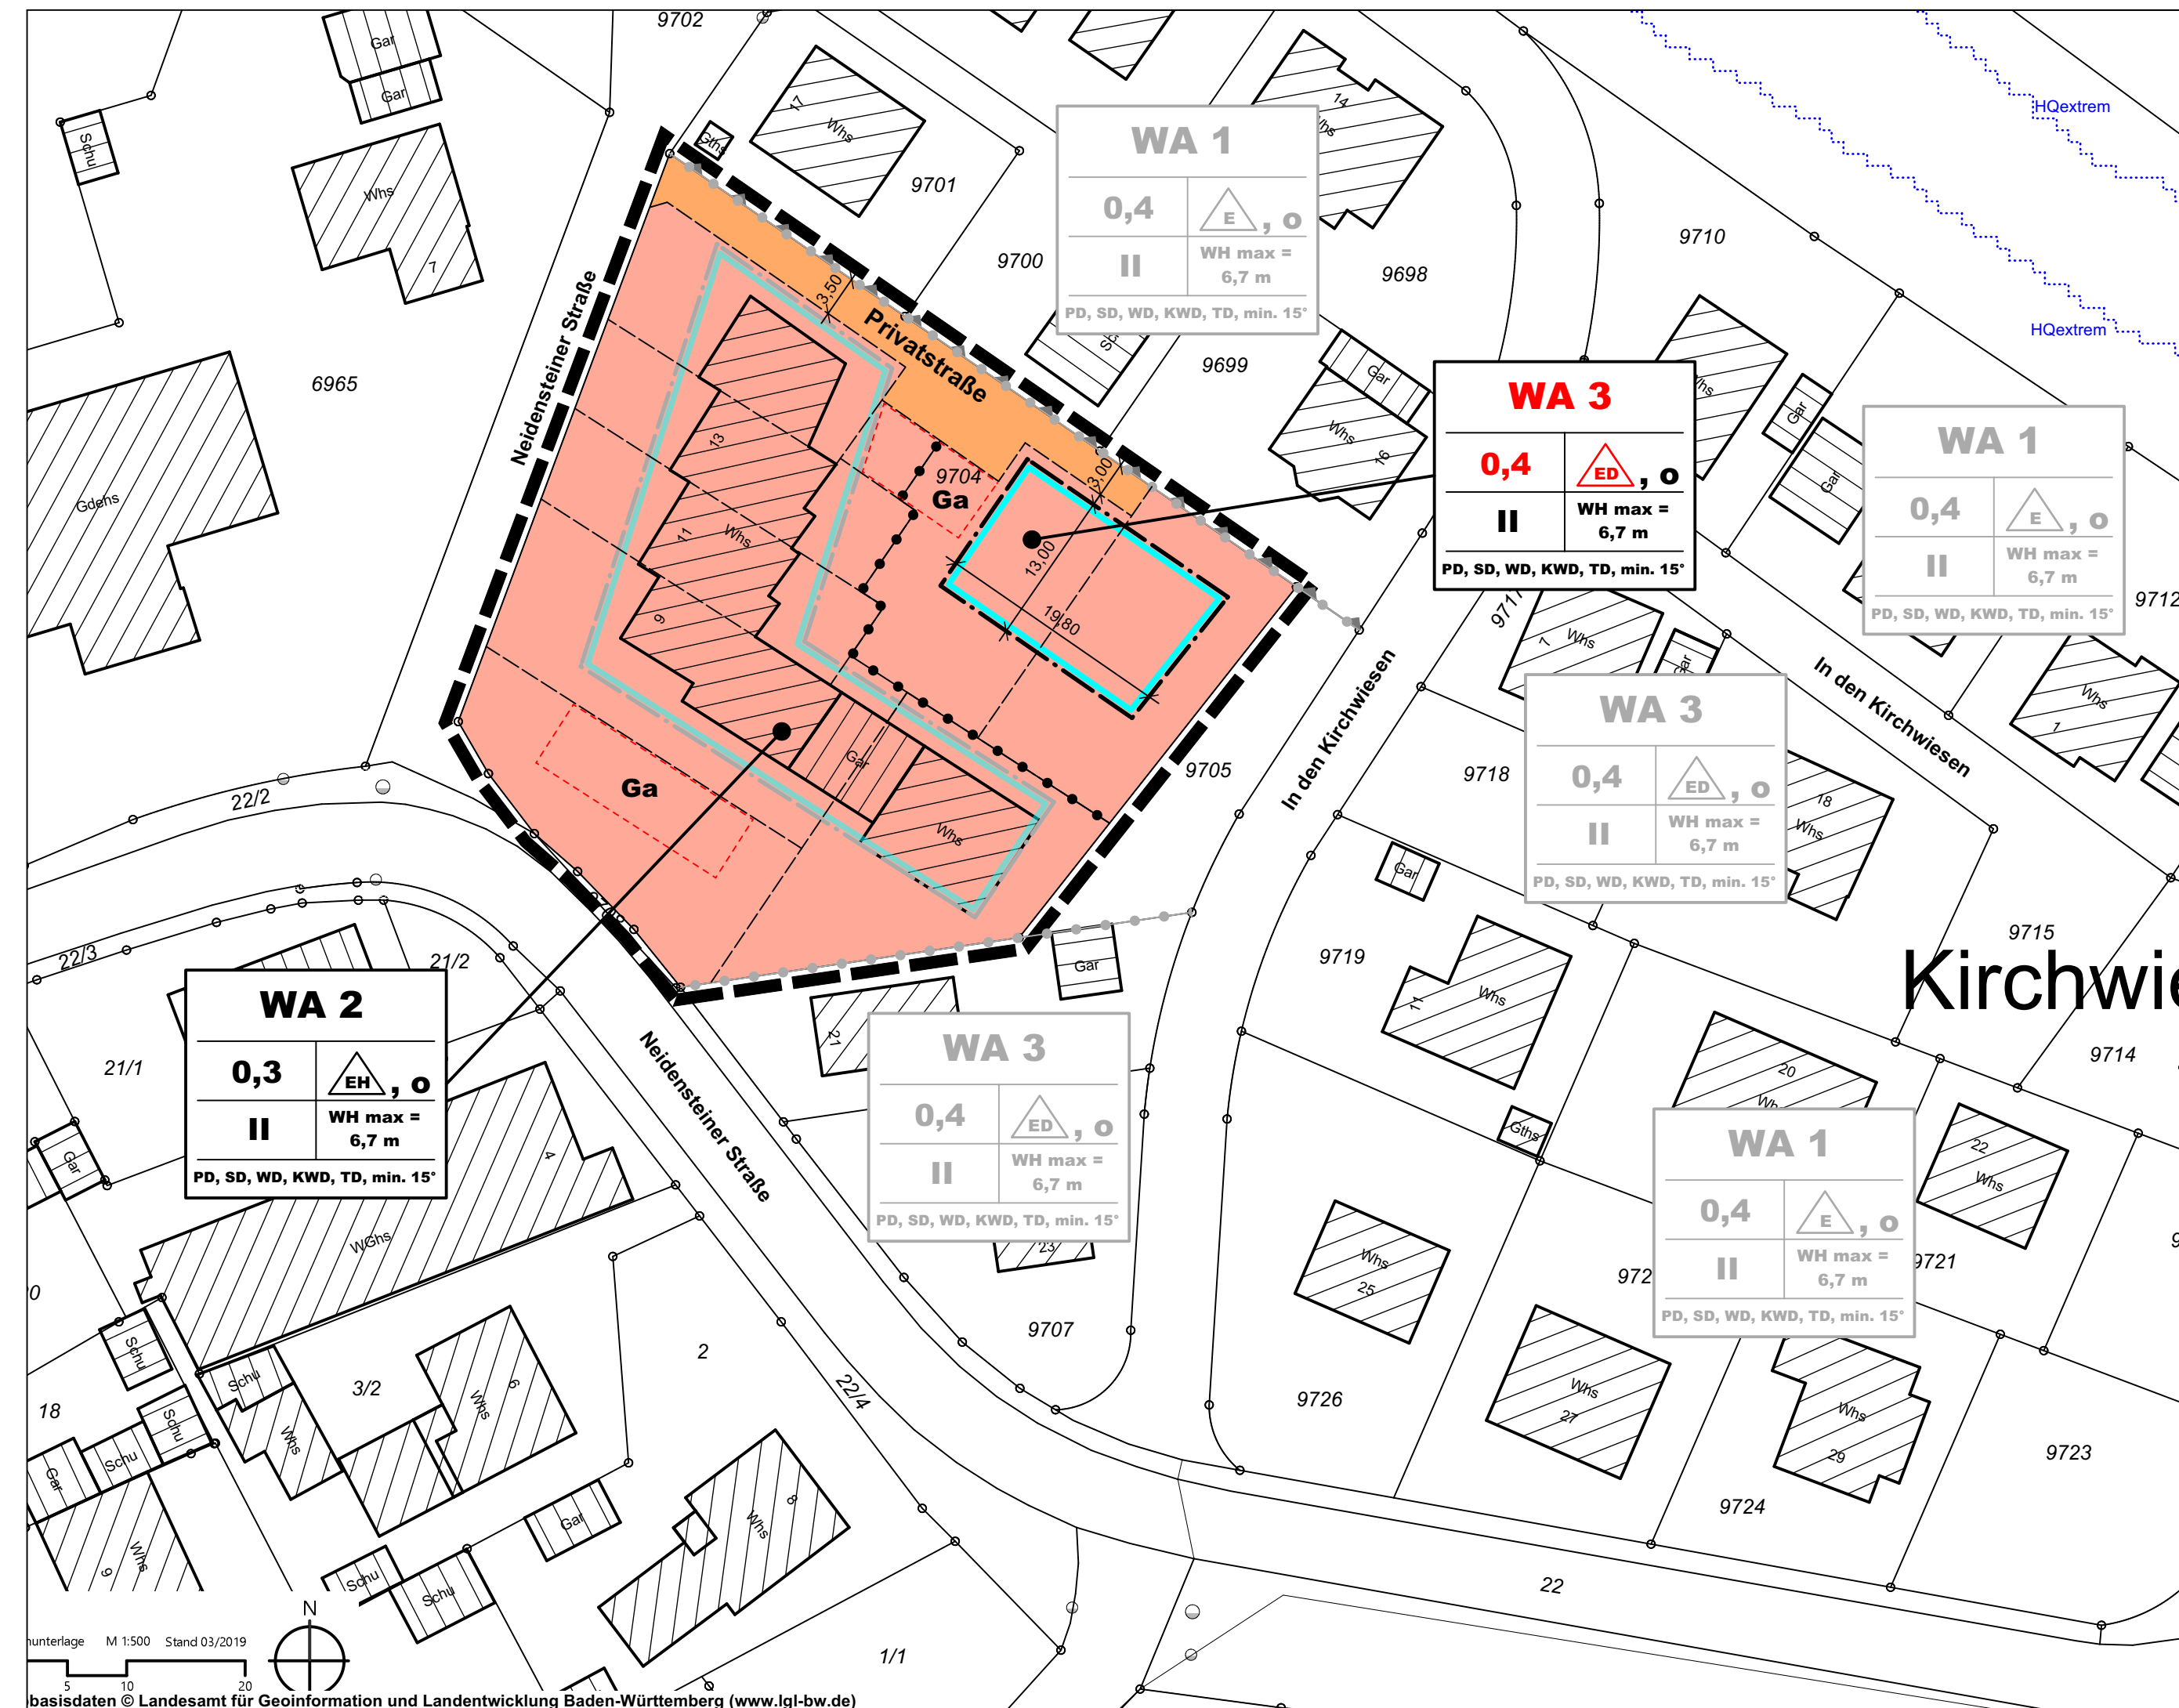 9702
Gar
Gar
Schu
Whs
7
Gths
17
Whs
9701
14
HQextrem
HQextrem
WA 1
0,4
E
, o
II
WH max =
6,7 m
PD, SD, WD, KWD, TD, min. 15°
9700
9698
9710
9699
6965
Gdehs
Neidensteiner Straße
3,50
Privatstraße
Gar
Whs
16
WA 3
0,4
ED
, o
II
WH max =
6,7 m
PD, SD, WD, KWD, TD, min. 15°
Gar
Gar
WA 1
0,4
E
, o
II
WH max =
6,7 m
PD, SD, WD, KWD, TD, min. 15°
9712
13
11
Whs
9
9704
Ga
3,00
13,00
19,80
9717
7
Whs
In den Kirchwiesen
In den Kirchwiesen
Whs
1
Ga
Gar
Whs
9705
9718
WA 3
0,4
ED
, o
II
WH max =
6,7 m
PD, SD, WD, KWD, TD, min. 15°
18
Whs
22/2
22/3
21/2
21/1
Gar
Gar
9719
11
Whs
9715
Kirchwie
9714
WA 2
0,3
EH
, o
II
WH max =
6,7 m
PD, SD, WD, KWD, TD, min. 15°
21
Neidensteiner Straße
WA 3
0,4
ED
, o
II
WH max =
6,7 m
PD, SD, WD, KWD, TD, min. 15°
23
20
Gths
22
Whs
WA 1
0,4
E
, o
II
WH max =
6,7 m
PD, SD, WD, KWD, TD, min. 15°
9721
Gar
4
WGhs
Whs
25
9707
Schu
Schu
3/2
Whs
6
2
22/4
9726
Whs
27
Whs
29
9723
9724
18
Schu
Schu
Gar
Whs
Whs
9
Gar
Whs
8
Schu
Schu
22
1/1
N
M 1:500 Stand 03/2019
5 10 20
basisdaten © Landesamt für Geoinformation und Landentwicklung Baden-Württemberg (www.lgl-bw.de)